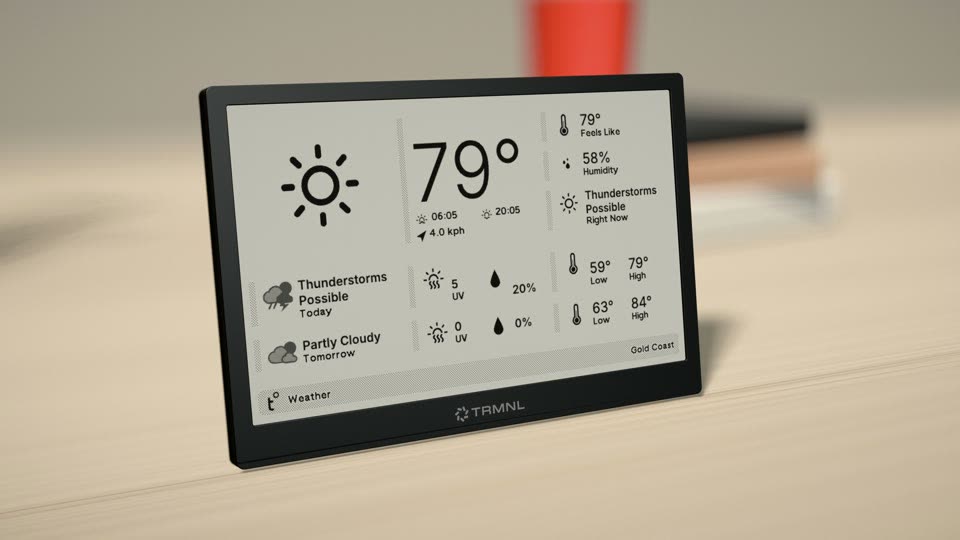 79°
06:05
20:05
4.0 kph
79°
Feels Like
58%
Humidity
Thunderstorms
Possible
Right Now
Thunderstorms
Possible
Today
5
UV
20%
59°
Low
79°
High
Partly Cloudy
Tomorrow
0
UV
0%
63°
Low
84°
High
Weather
Gold Coast
TRMNL